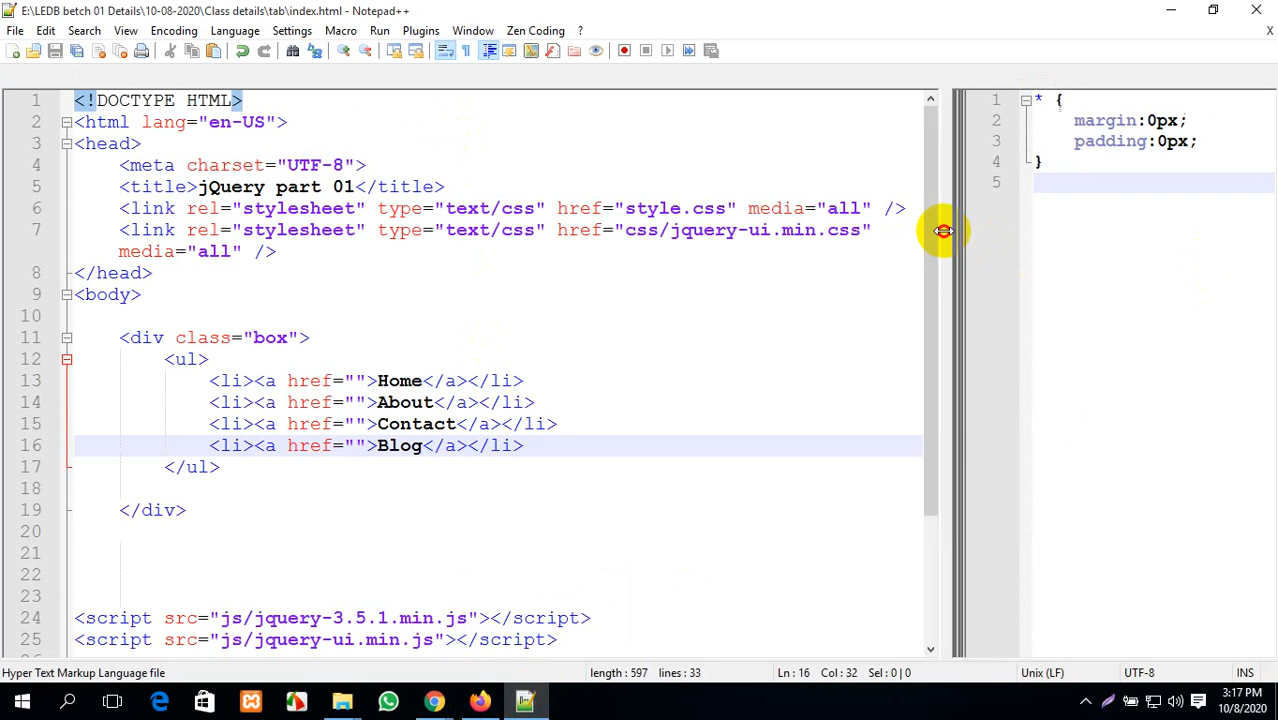 E:\LEDB betch 01 Details\10-08-2020\Class details\tab\index.html - Notepad++
File Edit Search View Encoding Language Settings Macro Run Plugins Window Zen Coding ?
X
1 <!DOCTYPE HTML>
2 <html lang="en-US">
3 <head>
4 <meta charset="UTF-8">
5 <title>jQuery part 01</title>
6 <link rel="stylesheet" type="text/css" href="style.css" media="all" />
7 <link rel="stylesheet" type="text/css" href="css/jquery-ui.min.css"
media="all" />
8 </head>
9 <body>
10
11 <div class="box">
12 <ul>
13 <li><a href="">Home</a></li>
14 <li><a href="">About</a></li>
15 <li><a href="">Contact</a></li>
16 <li><a href="">Blog</a></li>
17 </ul>
18
19 </div>
20
21
22
23
24 <script src="js/jquery-3.5.1.min.js"></script>
25 <script src="js/jquery-ui.min.js"></script>
1 * {
2 margin:0px;
3 padding:0px;
4 }
5
Hyper Text Markup Language file length : 597 lines : 33 Ln : 16 Col : 32 Sel : 0 | 0 Unix (LF) UTF-8 INS
3:17 PM
10/8/2020